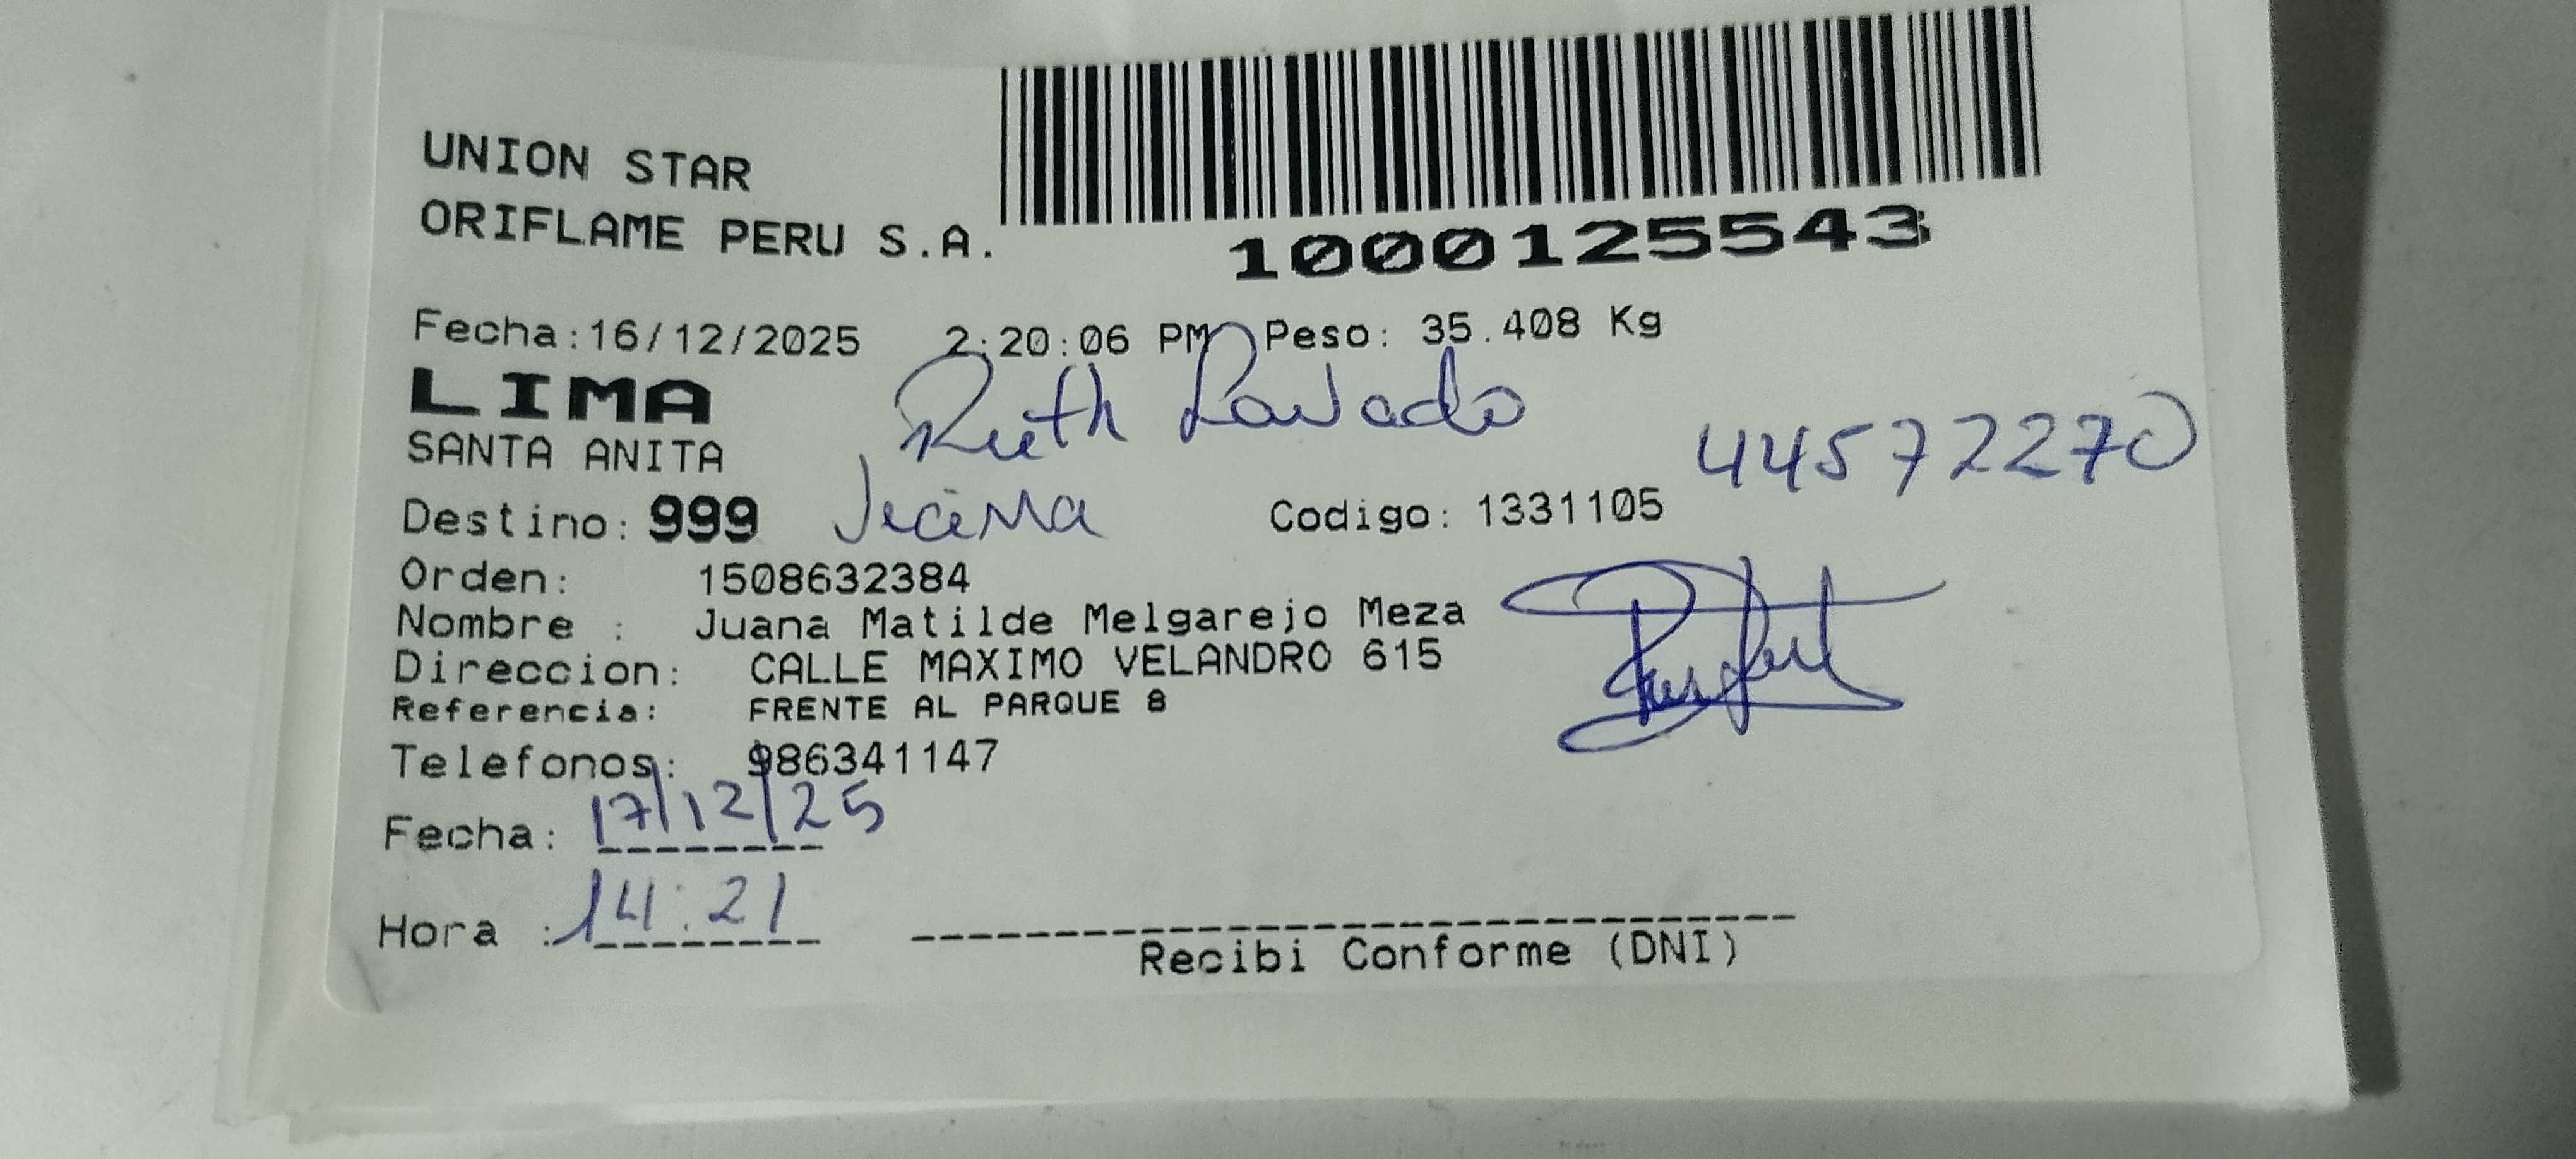 UNION STAR
ORIFLAME PERU S.A.
1000125543
Fecha:16/12/2025 2:20:06 PM Peso: 35.408 Kg
LIMA
SANTA ANITA
Ruth Lavado
44572270
Destino: 999 Vecina Codigo: 1331105
Orden: 1508632384
Nombre : Juana Matilde Melgarejo Meza
Direccion: CALLE MAXIMO VELANDRO 615
Referencia: FRENTE AL PARQUE 8
Telefonos: 986341147
Fecha: 17/12/25
Hora : 14:21
Recibi Conforme (DNI)